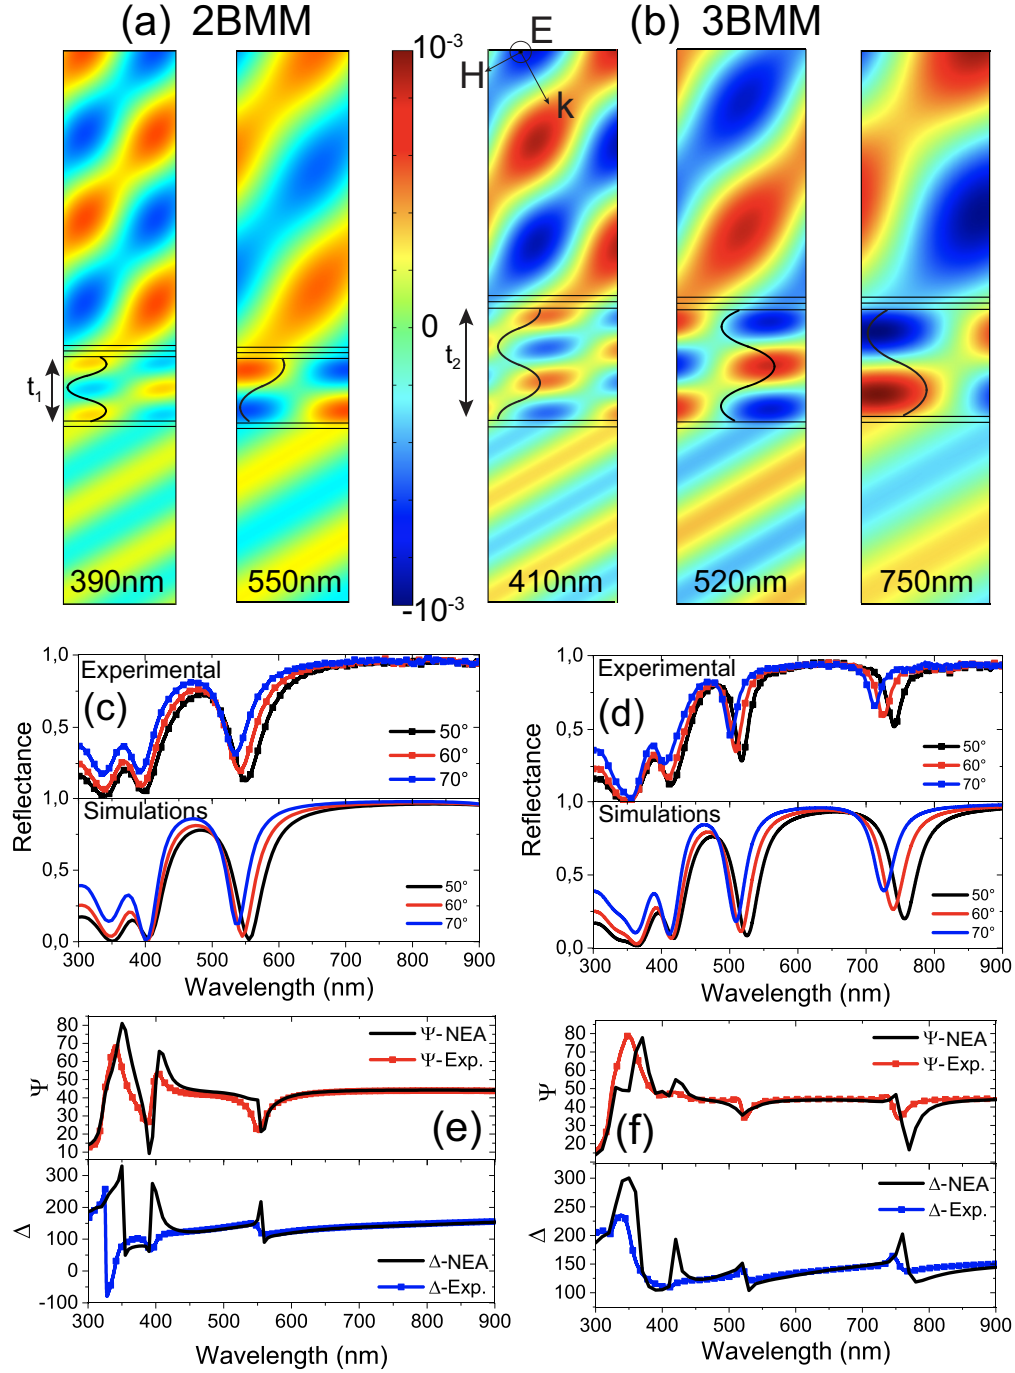 (a) 2BMM
(b) 3BMM
10-3
0
-10-3
E
H
k
t1
t2
390nm
550nm
410nm
520nm
750nm
1,0
Experimental
(c)
0,5
50°
60°
70°
1,0
Simulations
0,5
50°
60°
70°
0,0
Reflectance
300 400 500 600 700 800 900
Wavelength (nm)
1,0
Experimental
(d)
0,5
50°
60°
70°
1,0
Simulations
0,5
50°
60°
70°
0,0
Reflectance
300 400 500 600 700 800 900
Wavelength (nm)
80
70
60
50
40
30
20
10
Ψ
Ψ-NEA
Ψ-Exp.
(e)
300
200
100
0
-100
Δ
Δ-NEA
Δ-Exp.
300 400 500 600 700 800 900
Wavelength (nm)
80
70
60
50
40
30
20
Ψ
Ψ-NEA
Ψ-Exp.
(f)
300
250
200
150
100
Δ
Δ-NEA
Δ-Exp.
300 400 500 600 700 800 900
Wavelength (nm)